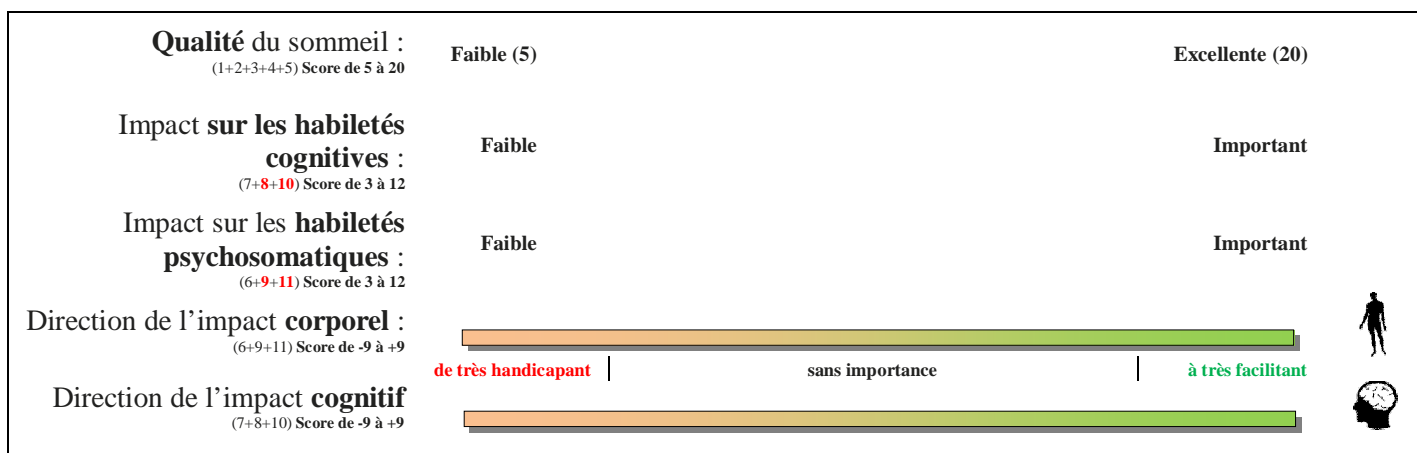 Qualité du sommeil :
(1+2+3+4+5) Score de 5 à 20
Faible (5)
Excellente (20)
Impact sur les habiletés
cognitives :
(7+8+10) Score de 3 à 12
Faible
Important
Impact sur les habiletés
psychosomatiques :
(6+9+11) Score de 3 à 12
Faible
Important
Direction de l’impact corporel :
(6+9+11) Score de -9 à +9
de très handicapant
sans importance
à très facilitant
Direction de l’impact cognitif
(7+8+10) Score de -9 à +9